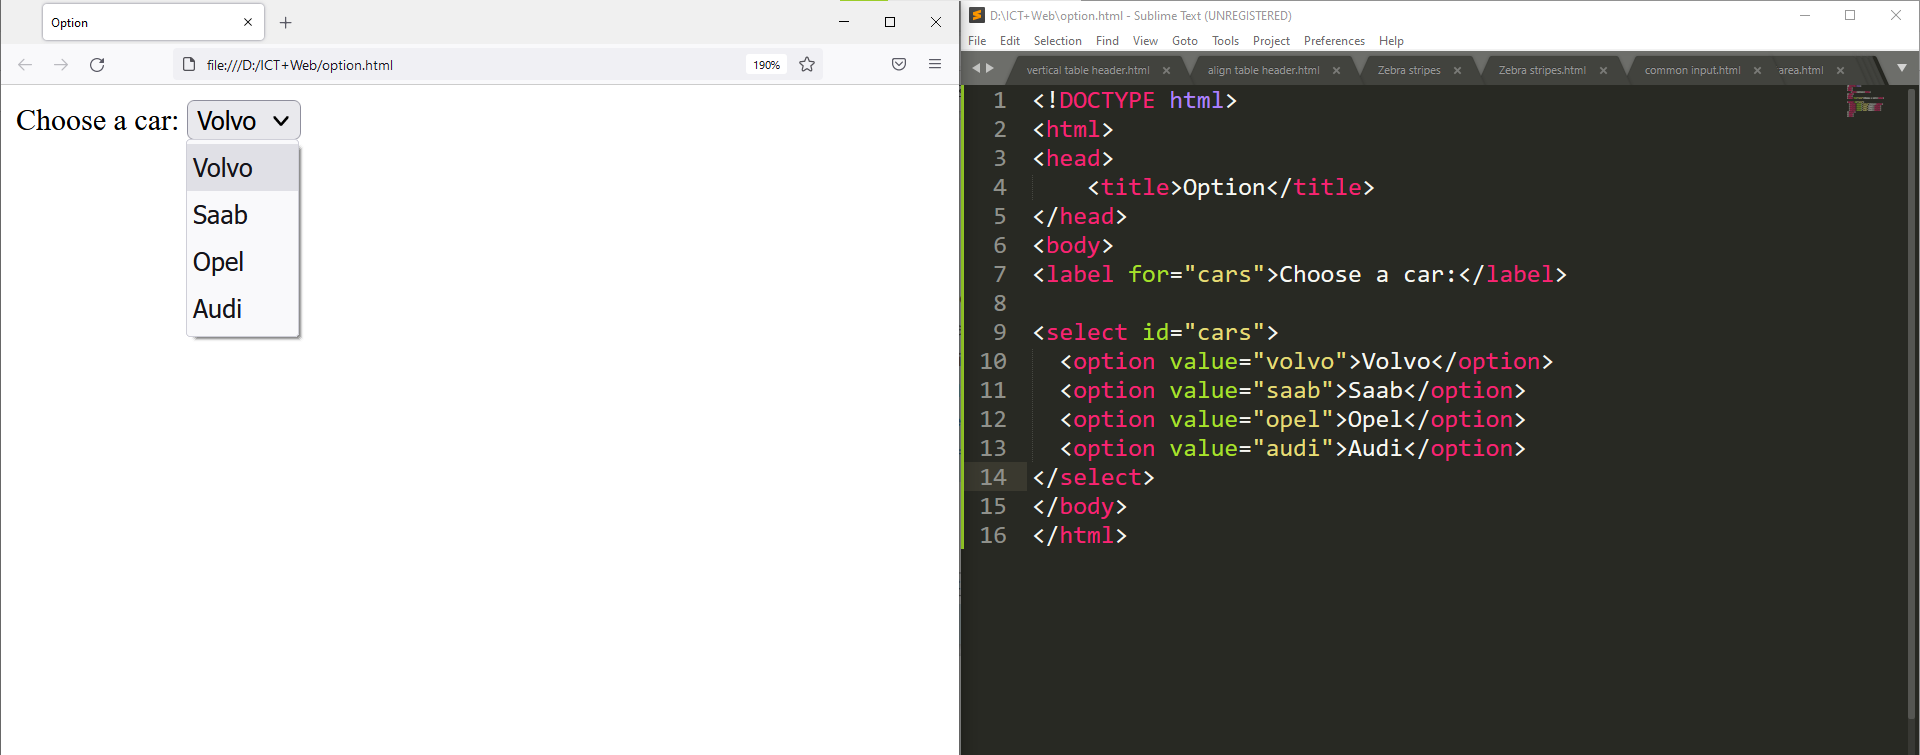 Option
file:///D:/ICT+Web/option.html
190%
Choose a car: Volvo
Volvo
Saab
Opel
Audi
D:\ICT+Web\option.html - Sublime Text (UNREGISTERED)
File Edit Selection Find View Goto Tools Project Preferences Help
vertical table header.html align table header.html Zebra stripes Zebra stripes.html common input.html area.html
1 <!DOCTYPE html>
2 <html>
3 <head>
4 <title>Option</title>
5 </head>
6 <body>
7 <label for="cars">Choose a car:</label>
8
9 <select id="cars">
10 <option value="volvo">Volvo</option>
11 <option value="saab">Saab</option>
12 <option value="opel">Opel</option>
13 <option value="audi">Audi</option>
14 </select>
15 </body>
16 </html>